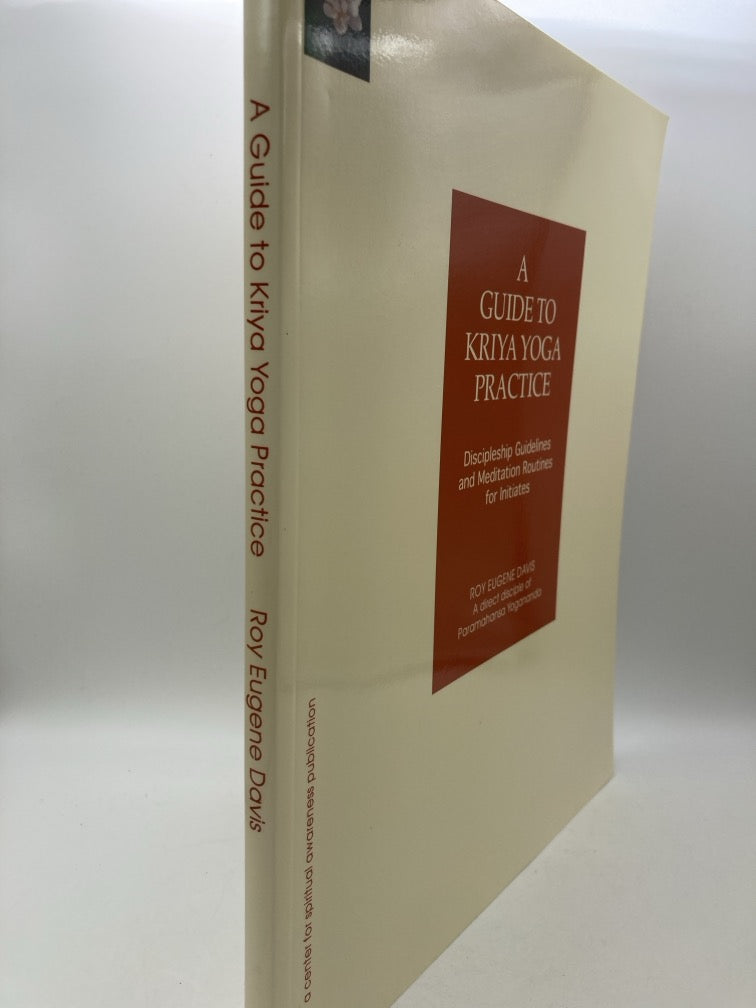 A Guide to Kriya Yoga Practice Roy Eugene Davis
A
GUIDE TO
KRIYA YOGA
PRACTICE
Discipleship Guidelines
and Meditation Routines
for Initiates
ROY EUGENE DAVIS
A direct disciple of
Paramahansa Yogananda
a center for spiritual awareness publication